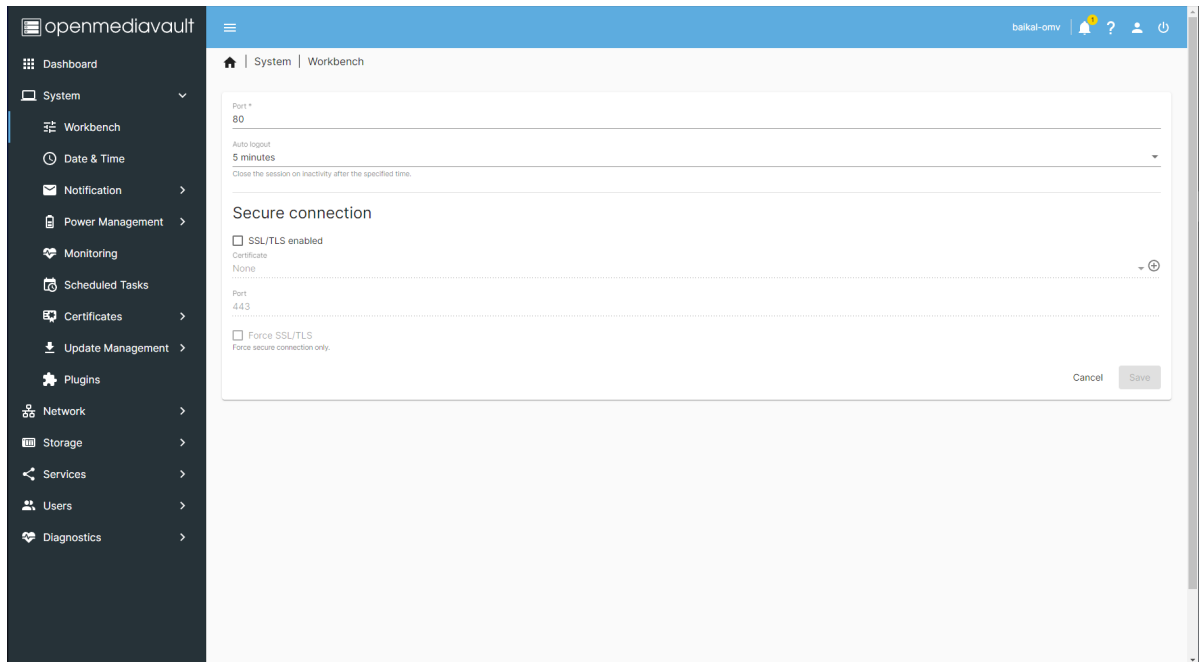 openmediavault
baikal-omv
1
?
Dashboard
System
Workbench
Date & Time
Notification
Power Management
Monitoring
Scheduled Tasks
Certificates
Update Management
Plugins
Network
Storage
Services
Users
Diagnostics
| System | Workbench
Port *
80
Auto logout
5 minutes
Close the session on inactivity after the specified time.
Secure connection
SSL/TLS enabled
Certificate
None
Port
443
Force SSL/TLS
Force secure connection only.
Cancel Save